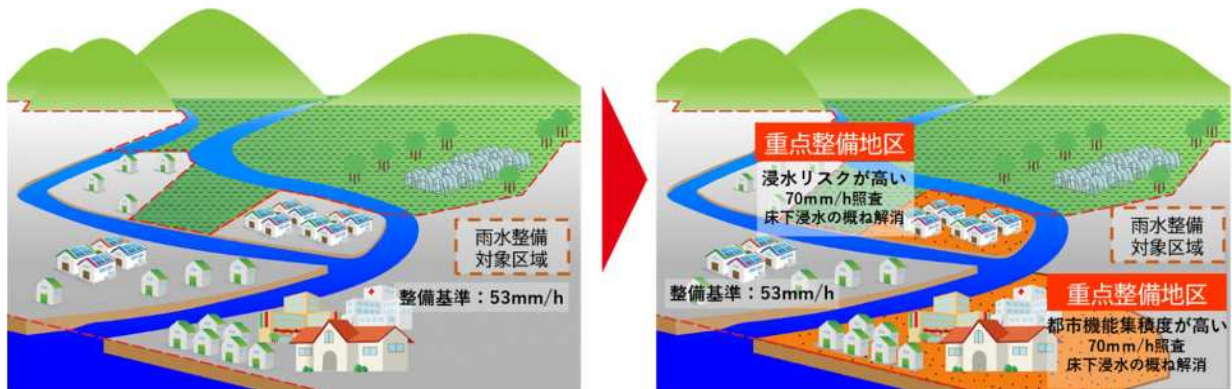 雨水整備
対象区域
整備基準：53mm/h
重点整備地区
浸水リスクが高い
70mm/h照査
床下浸水の概ね解消
雨水整備
対象区域
整備基準：53mm/h
重点整備地区
都市機能集積度が高い
70mm/h照査
床下浸水の概ね解消